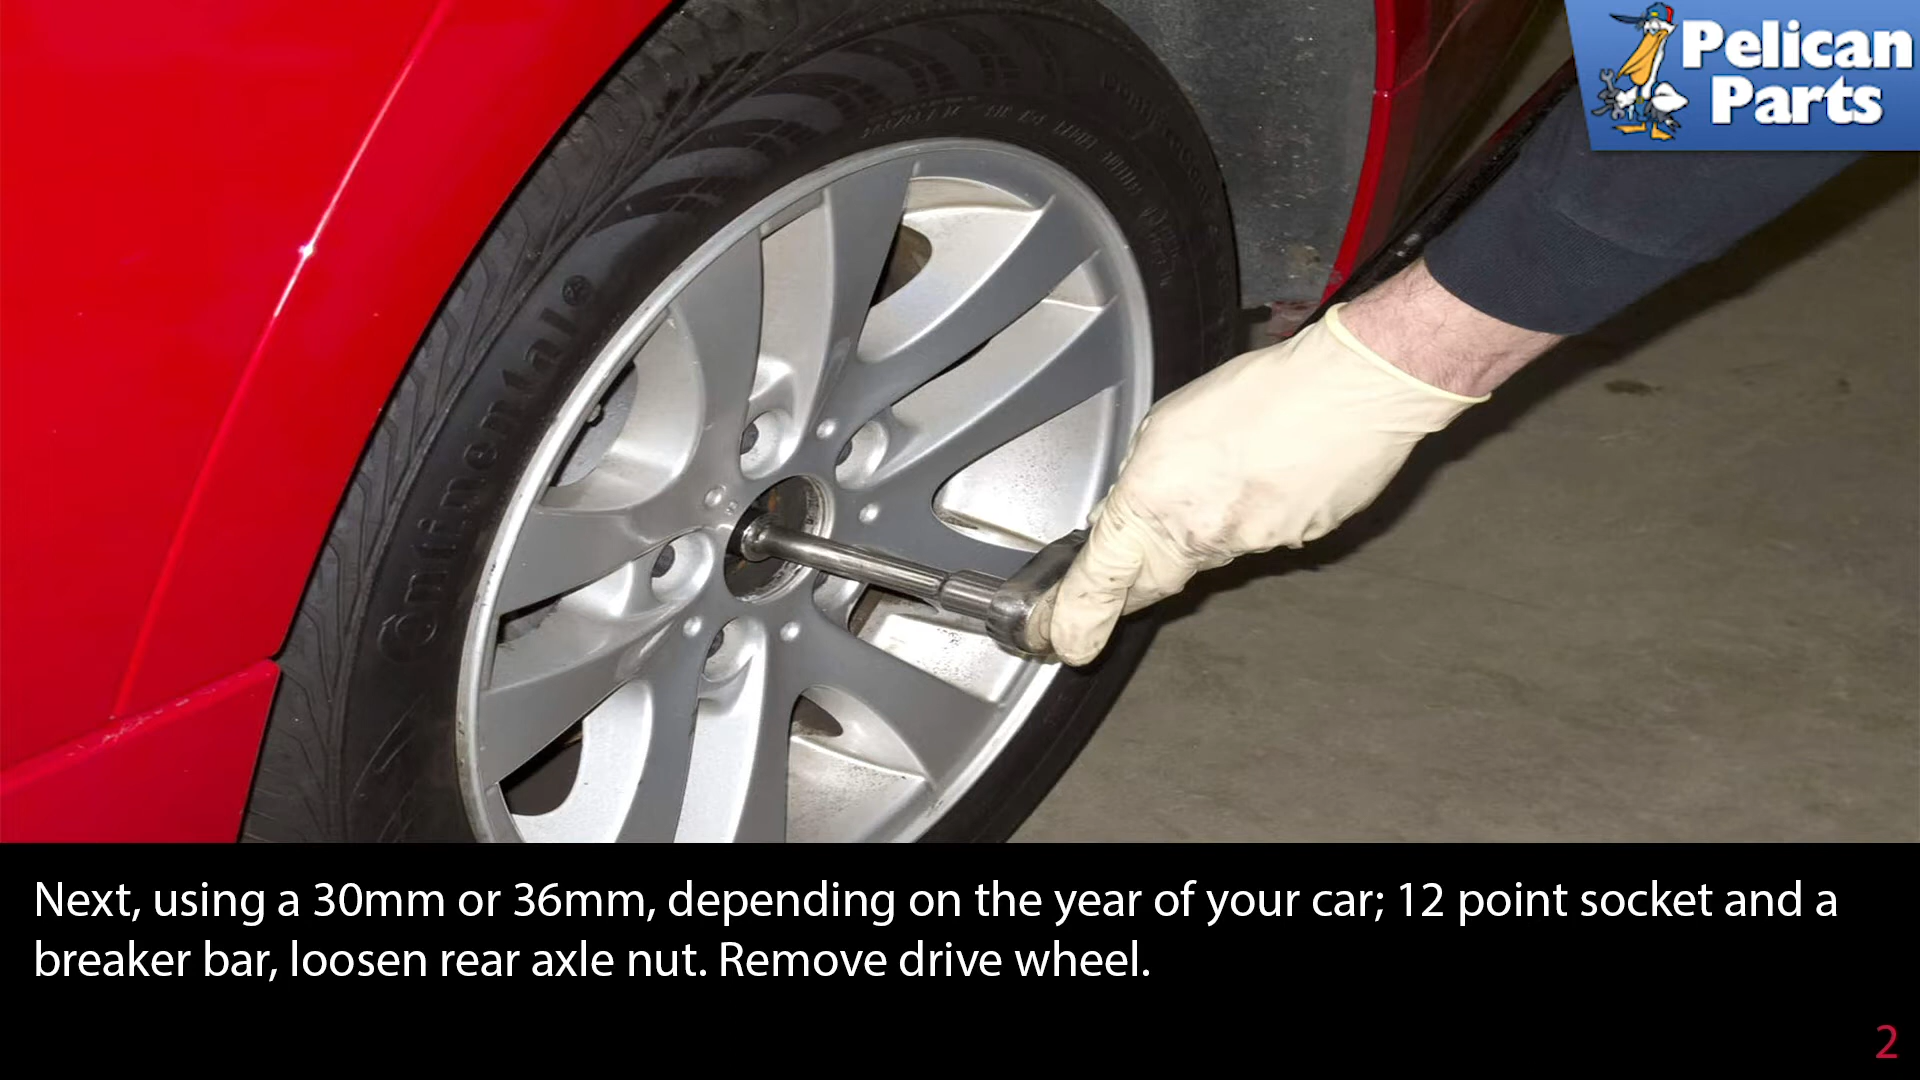 Pelican
Parts
Continental®
Next, using a 30mm or 36mm, depending on the year of your car; 12 point socket and a
breaker bar, loosen rear axle nut. Remove drive wheel.
2